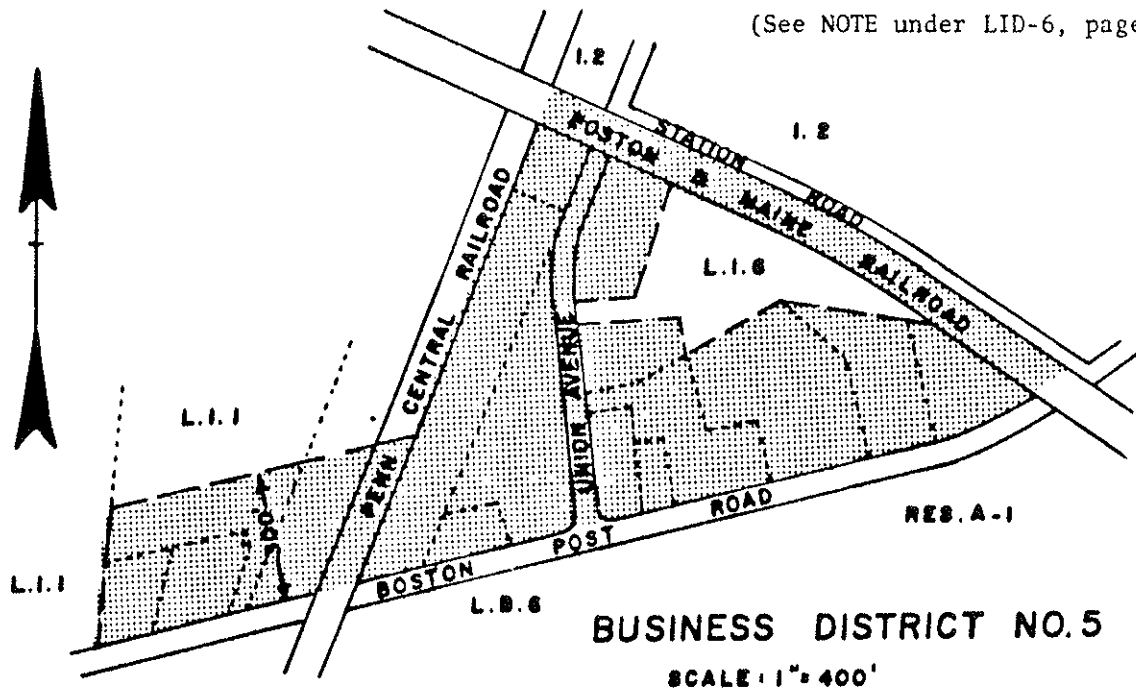 (See NOTE under LID-6, page
I.2
STATION ROAD
I.2
BOSTON & MAINE RAILROAD
L.I.6
PENN CENTRAL RAILROAD
UNION AVENUE
L.I.1
300'
BOSTON POST ROAD
RES. A-1
L.I.1
L.B.6
BUSINESS DISTRICT NO.5
SCALE: 1"=400'